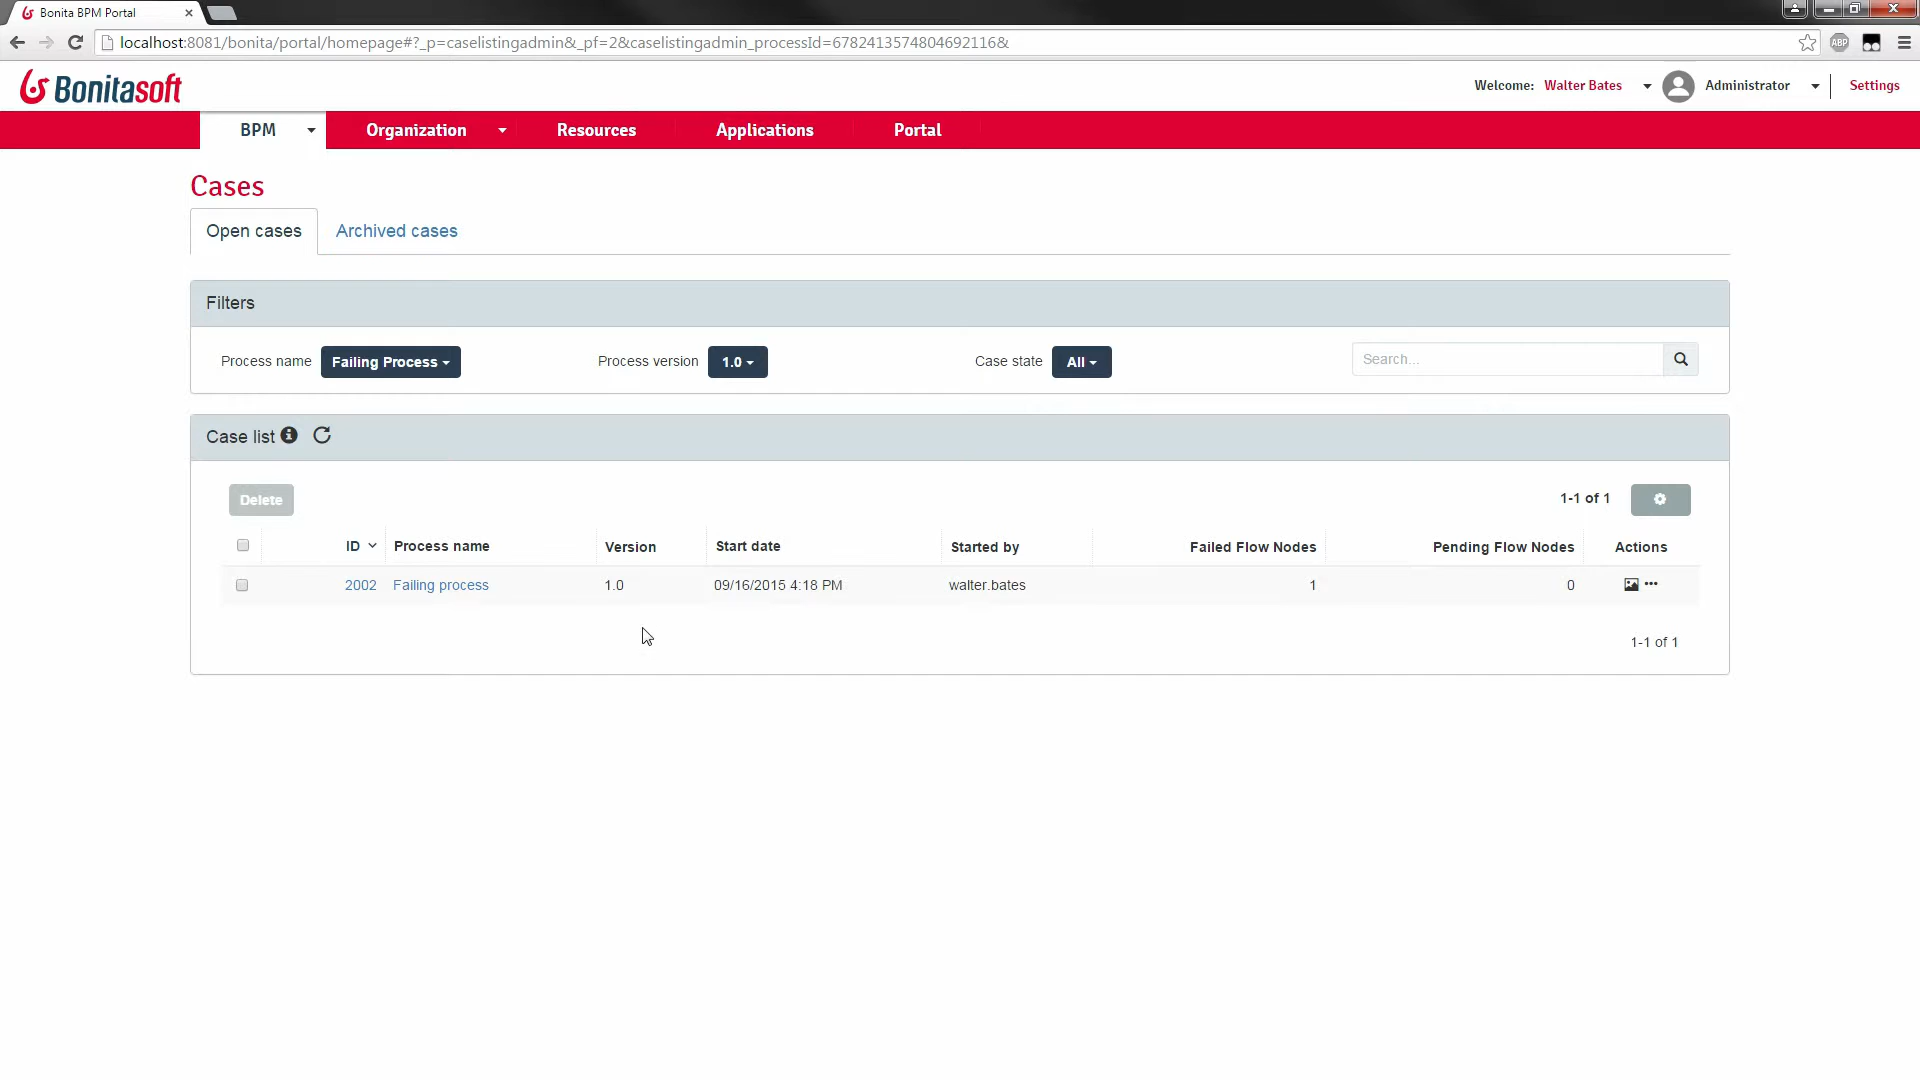 Bonita BPM Portal
localhost:8081/bonita/portal/homepage#?_p=caselistingadmin&_pf=2&caselistingadmin_processId=6782413574804692116&
ABP
Bonitasoft
Welcome: Walter Bates Administrator Settings
BPM Organization Resources Applications Portal
Cases
Open cases Archived cases
Filters
Process name Failing Process Process version 1.0 Case state All Search...
Case list
Delete 1-1 of 1
ID Process name Version Start date Started by Failed Flow Nodes Pending Flow Nodes Actions
2002 Failing process 1.0 09/16/2015 4:18 PM walter.bates 1 0
1-1 of 1